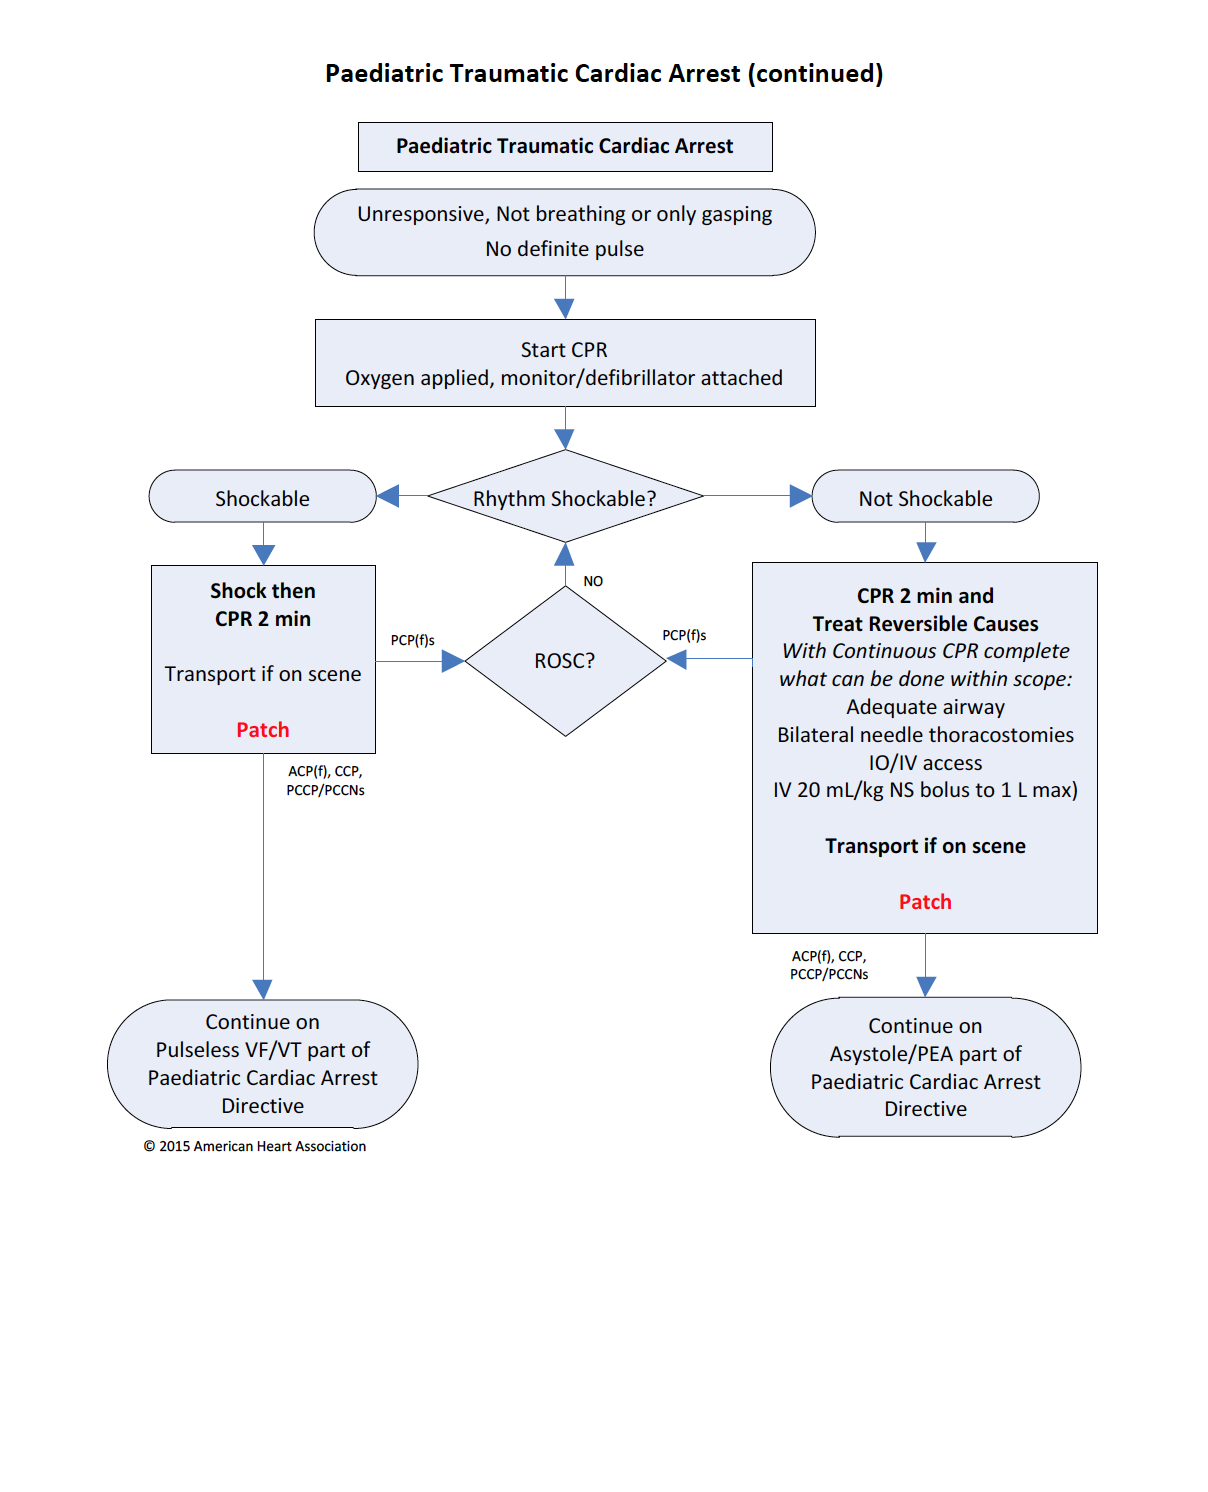 Paediatric Traumatic Cardiac Arrest (continued)
Paediatric Traumatic Cardiac Arrest
Unresponsive, Not breathing or only gasping
No definite pulse
Start CPR
Oxygen applied, monitor/defibrillator attached
Shockable
Rhythm Shockable?
Not Shockable
Shock then
CPR 2 min
Transport if on scene
Patch
PCP(f)s
NO
ROSC?
PCP(f)s
CPR 2 min and
Treat Reversible Causes
With Continuous CPR complete
what can be done within scope:
Adequate airway
Bilateral needle thoracostomies
IO/IV access
IV 20 mL/kg NS bolus to 1 L max)
Transport if on scene
Patch
ACP(f), CCP,
PCCP/PCCNs
ACP(f), CCP,
PCCP/PCCNs
Continue on
Pulseless VF/VT part of
Paediatric Cardiac Arrest
Directive
Continue on
Asystole/PEA part of
Paediatric Cardiac Arrest
Directive
© 2015 American Heart Association